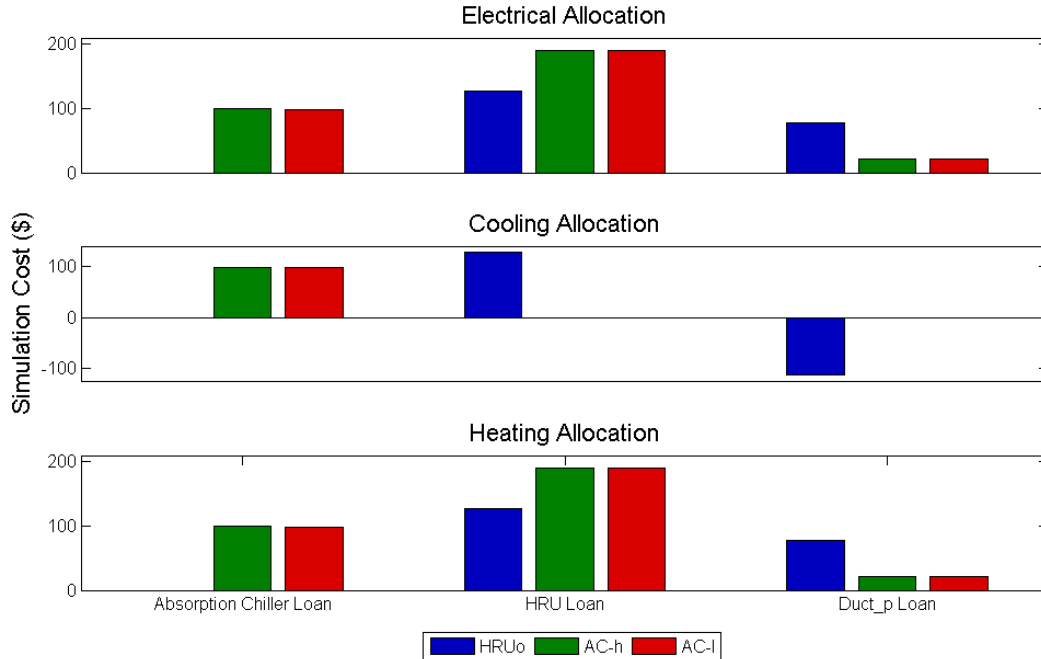 Electrical Allocation
200
100
0
Cooling Allocation
100
0
-100
Heating Allocation
200
100
0
Simulation Cost ($)
Absorption Chiller Loan HRU Loan Duct_p Loan
HRUo AC-h AC-l